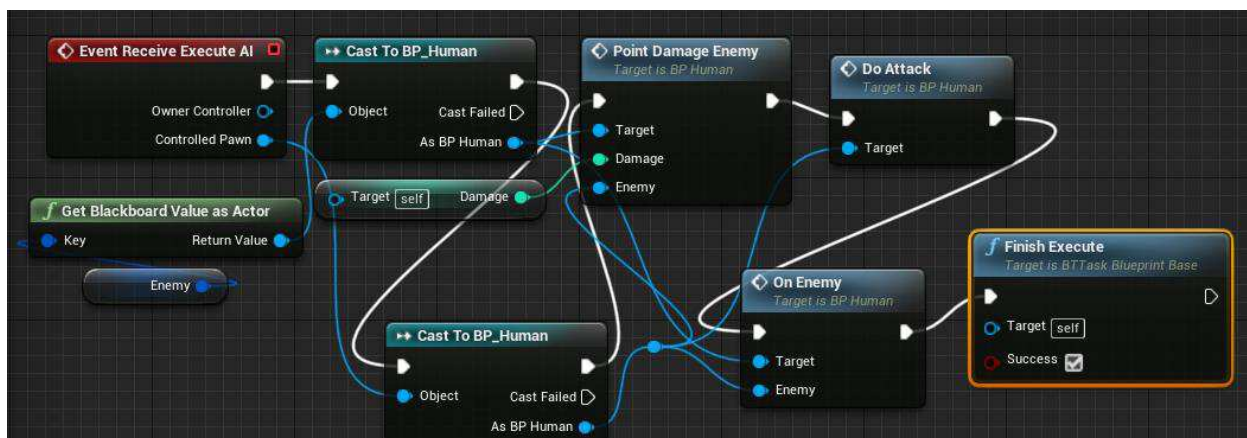 Event Receive Execute AI
Owner Controller
Controlled Pawn
Cast To BP_Human
Object
Cast Failed
As BP Human
Point Damage Enemy
Target is BP Human
Target
Damage
Enemy
Do Attack
Target is BP Human
Target
Target self Damage
f Get Blackboard Value as Actor
Key Return Value
Enemy
Cast To BP_Human
Object
Cast Failed
As BP Human
On Enemy
Target is BP Human
Target
Enemy
f Finish Execute
Target is BTTask Blueprint Base
Target self
Success